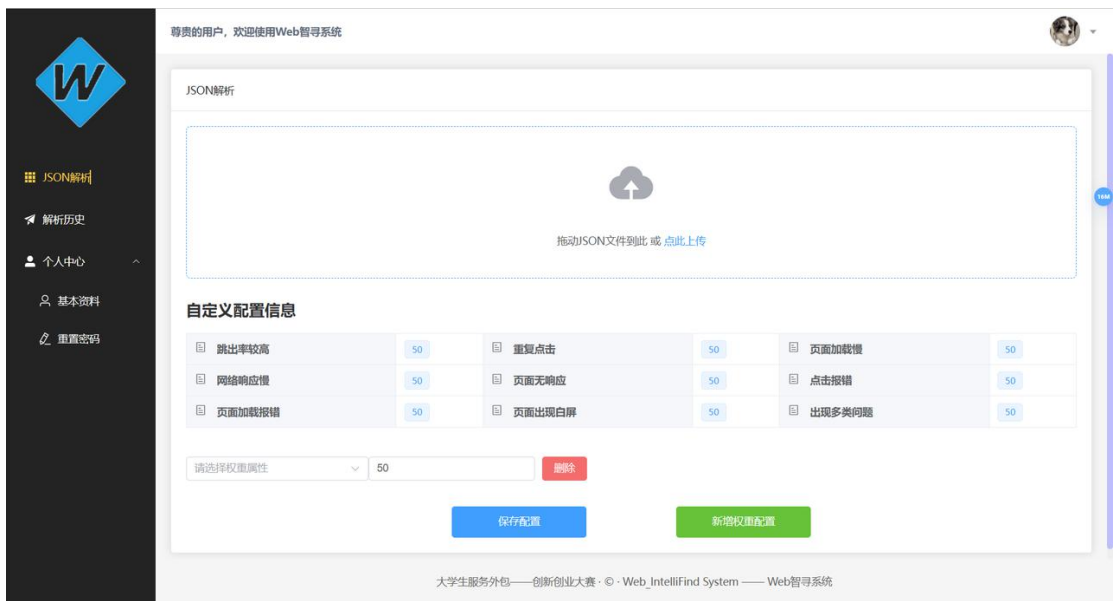 尊贵的用户，欢迎使用Web智寻系统
W
JSON解析
解析历史
个人中心
基本资料
重置密码
JSON解析
拖动JSON文件到此 或 点此上传
16M
自定义配置信息
跳出率较高 50 重复点击 50 页面加载慢 50
网络响应慢 50 页面无响应 50 点击报错 50
页面加载报错 50 页面出现白屏 50 出现多类问题 50
请选择权重属性 50 删除
保存配置 新增权重配置
大学生服务外包——创新创业大赛 · © · Web_IntelliFind System —— Web智寻系统